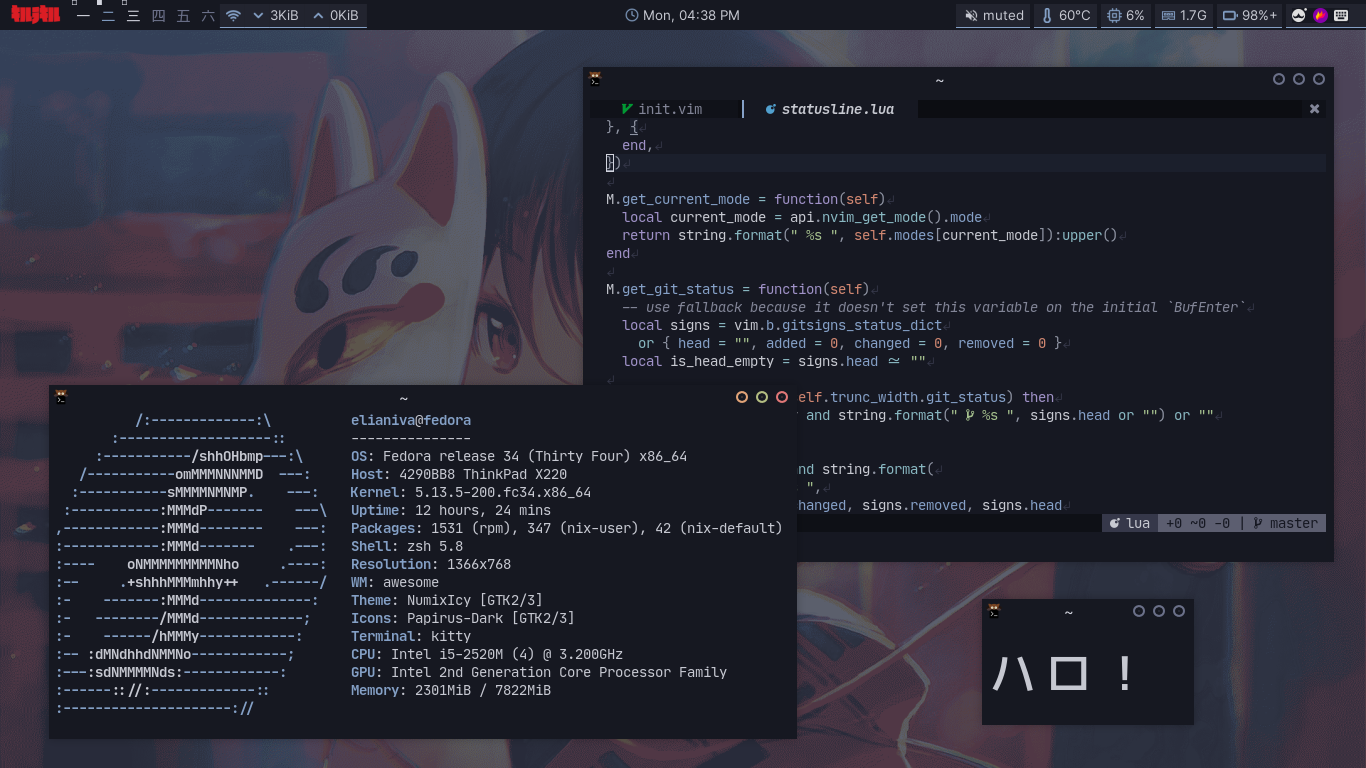 一 二 三 四 五 六 3KiB 0KiB Mon, 04:38 PM muted 60°C 6% 1.7G 98%+
~
init.vim statusline.lua
}, {
end,
})
M.get_current_mode = function(self)
local current_mode = api.nvim_get_mode().mode
return string.format(" %s ", self.modes[current_mode]):upper()
end
M.get_git_status = function(self)
-- use fallback because it doesn't set this variable on the initial `BufEnter`
local signs = vim.b.gitsigns_status_dict
or { head = "", added = 0, changed = 0, removed = 0 }
local is_head_empty = signs.head ~= ""
elf.trunc_width.git_status) then
and string.format(" %s ", signs.head or "") or ""
nd string.format(
",
hanged, signs.removed, signs.head
lua +0 ~0 -0 | master
~
/:-------------:\
:-------------------::
:-----------/shhOHbmp---:\
/-----------omMMMNNNMMD ---:
:-----------sMMMMNMNMP. ---:
:-----------:MMMdP------- ---\
,------------:MMMd-------- ---:
:------------:MMMd------- .---:
:---- oNMMMMMMMMMNho .----:
:-- .+shhhMMMmhhy++ .------/
:- -------:MMMd--------------:
:- --------/MMMd-------------;
:- ------/hMMMy------------:
:-- :dMNdhhdNMMNo------------;
:---:sdNMMMMNds:------------:
:------:://:-------------::
:---------------------://
elianiva@fedora
---------------
OS: Fedora release 34 (Thirty Four) x86_64
Host: 4290BB8 ThinkPad X220
Kernel: 5.13.5-200.fc34.x86_64
Uptime: 12 hours, 24 mins
Packages: 1531 (rpm), 347 (nix-user), 42 (nix-default)
Shell: zsh 5.8
Resolution: 1366x768
WM: awesome
Theme: NumixIcy [GTK2/3]
Icons: Papirus-Dark [GTK2/3]
Terminal: kitty
CPU: Intel i5-2520M (4) @ 3.200GHz
GPU: Intel 2nd Generation Core Processor Family
Memory: 2301MiB / 7822MiB
~
ハロ！